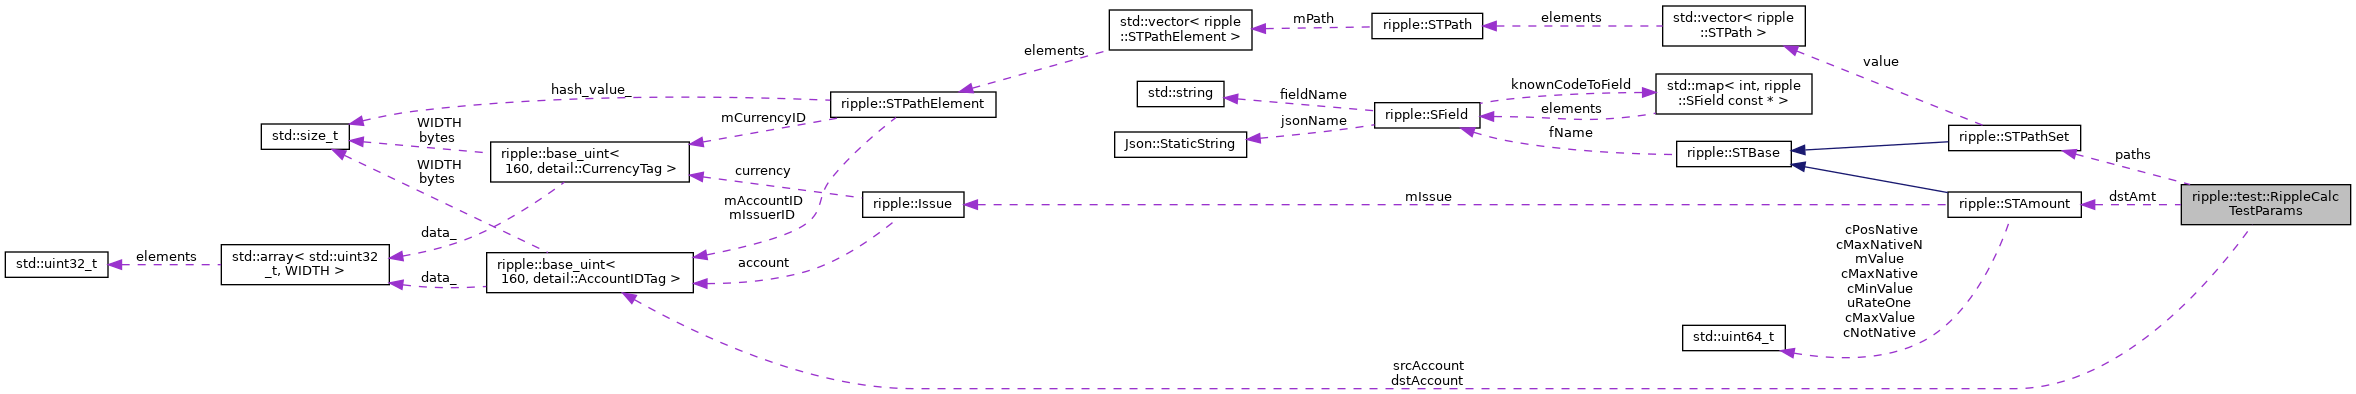 std::vector< ripple
::STPathElement >
mPath
ripple::STPath
elements
std::vector< ripple
::STPath >
elements
value
hash_value_
ripple::STPathElement
std::string
fieldName
knownCodeToField
std::map< int, ripple
::SField const * >
ripple::SField
elements
jsonName
Json::StaticString
fName
std::size_t
WIDTH
bytes
mCurrencyID
ripple::base_uint<
160, detail::CurrencyTag >
WIDTH
bytes
currency
ripple::STBase
ripple::STPathSet
paths
mAccountID
mIssuerID
ripple::Issue
mIssue
ripple::STAmount
dstAmt
ripple::test::RippleCalc
TestParams
std::uint32_t
elements
std::array< std::uint32
_t, WIDTH >
data_
data_
ripple::base_uint<
160, detail::AccountIDTag >
account
cPosNative
cMaxNativeN
mValue
cMaxNative
cMinValue
uRateOne
cMaxValue
cNotNative
std::uint64_t
srcAccount
dstAccount